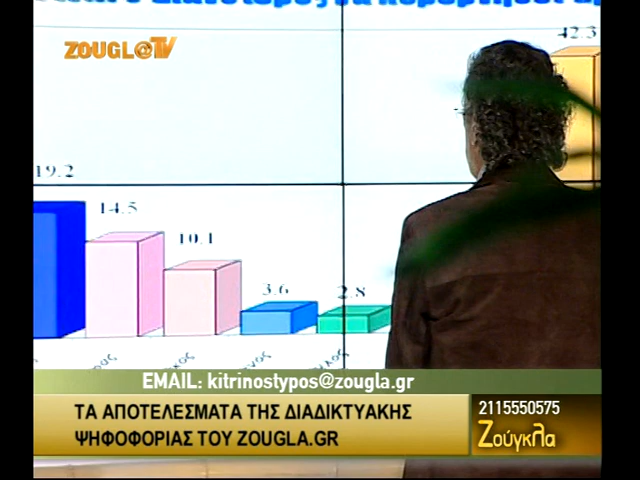 ZOUGL@TV
42.3
19.2
14.5
10.1
3.6
2.8
EMAIL: kitrinostypos@zougla.gr
ΤΑ ΑΠΟΤΕΛΕΣΜΑΤΑ ΤΗΣ ΔΙΑΔΙΚΤΥΑΚΗΣ
ΨΗΦΟΦΟΡΙΑΣ ΤΟΥ ZOUGLA.GR
2115550575
Ζούγκλα